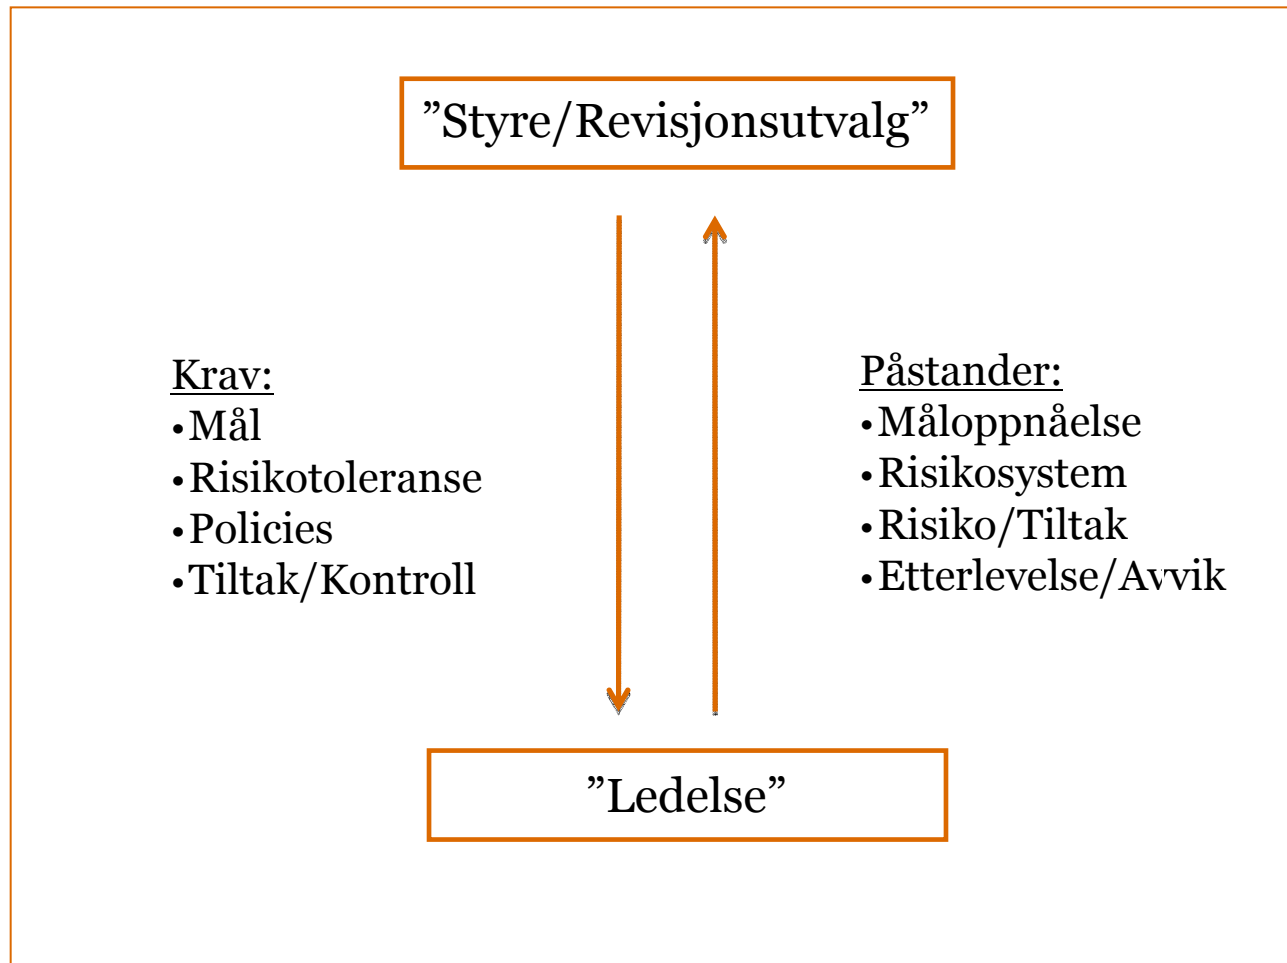 ”Styre/Revisjonsutvalg”
Krav:
•Mål
•Risikotoleranse
•Policies
•Tiltak/Kontroll
Påstander:
•Måloppnåelse
•Risikosystem
•Risiko/Tiltak
•Etterlevelse/Avvik
”Ledelse”